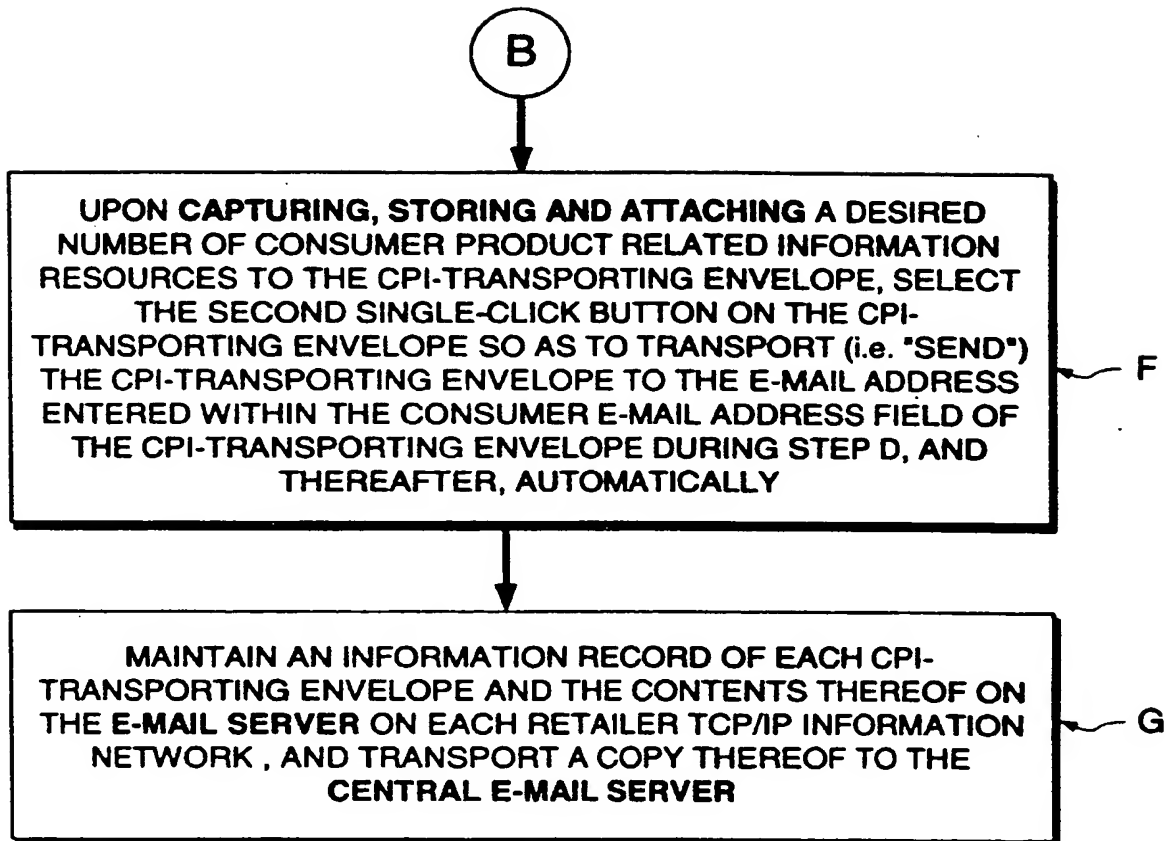 B
UPON CAPTURING, STORING AND ATTACHING A DESIRED
NUMBER OF CONSUMER PRODUCT RELATED INFORMATION
RESOURCES TO THE CPI-TRANSPORTING ENVELOPE, SELECT
THE SECOND SINGLE-CLICK BUTTON ON THE CPI-
TRANSPORTING ENVELOPE SO AS TO TRANSPORT (i.e. "SEND")
THE CPI-TRANSPORTING ENVELOPE TO THE E-MAIL ADDRESS
ENTERED WITHIN THE CONSUMER E-MAIL ADDRESS FIELD OF
THE CPI-TRANSPORTING ENVELOPE DURING STEP D, AND
THEREAFTER, AUTOMATICALLY
F
MAINTAIN AN INFORMATION RECORD OF EACH CPI-
TRANSPORTING ENVELOPE AND THE CONTENTS THEREOF ON
THE E-MAIL SERVER ON EACH RETAILER TCP/IP INFORMATION
NETWORK , AND TRANSPORT A COPY THEREOF TO THE
CENTRAL E-MAIL SERVER
G